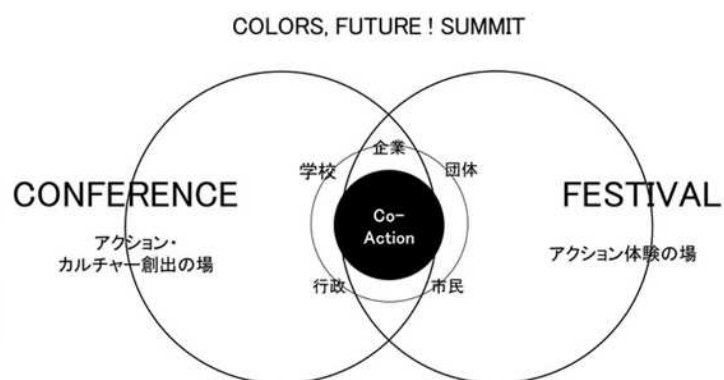 COLORS, FUTURE ! SUMMIT
企業
学校
団体
CONFERENCE
FESTIVAL
アクション・
カルチャー創出の場
Co-
Action
アクション体験の場
行政
市民